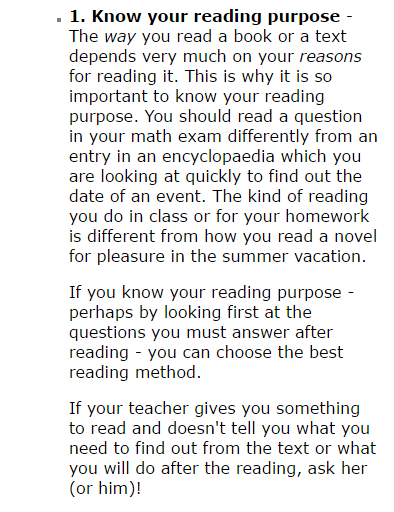 1. Know your reading purpose -
The way you read a book or a text
depends very much on your reasons
for reading it. This is why it is so
important to know your reading
purpose. You should read a question
in your math exam differently from an
entry in an encyclopaedia which you
are looking at quickly to find out the
date of an event. The kind of reading
you do in class or for your homework
is different from how you read a novel
for pleasure in the summer vacation.
If you know your reading purpose -
perhaps by looking first at the
questions you must answer after
reading - you can choose the best
reading method.
If your teacher gives you something
to read and doesn't tell you what you
need to find out from the text or what
you will do after the reading, ask her
(or him)!